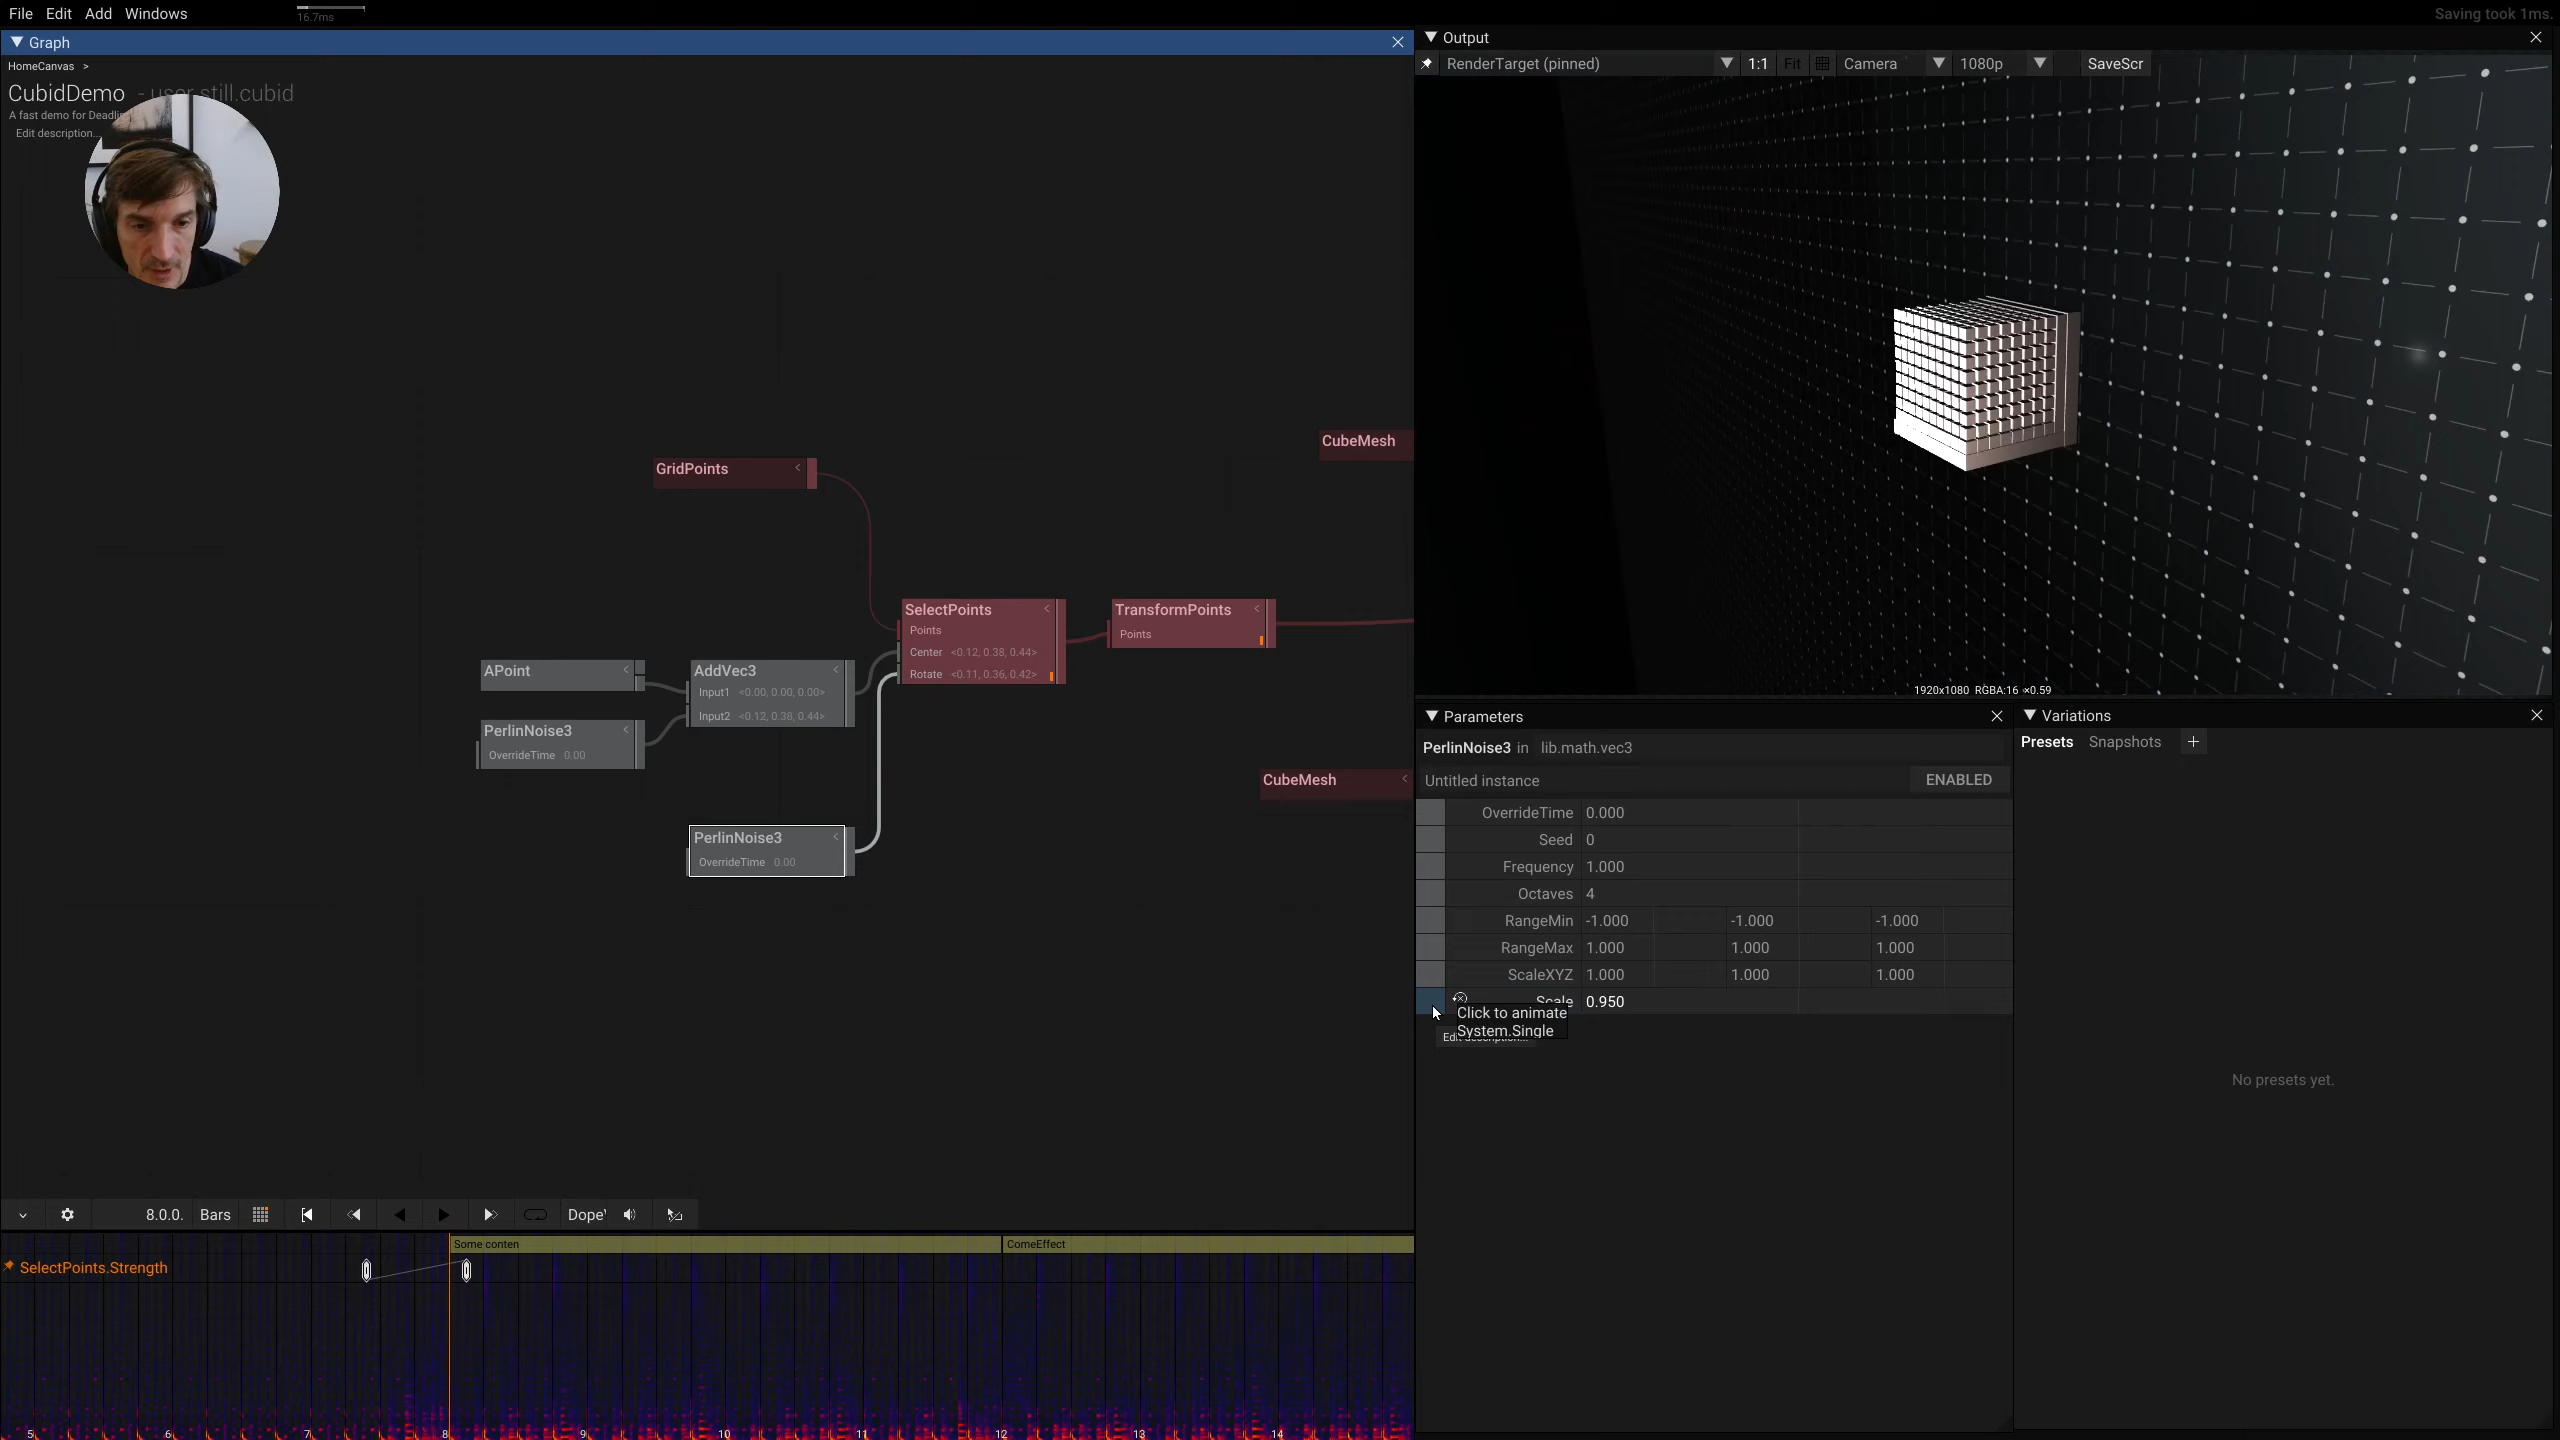 File Edit Add Windows
16.7ms
Saving took 1ms.
Graph
HomeCanvas >
CubidDemo - user.still.cubid
A fast demo for Deadli
Edit description...
GridPoints
CubeMesh
SelectPoints
Points
Center <0.12, 0.38, 0.44>
Rotate <0.11, 0.36, 0.42>
TransformPoints
Points
APoint
AddVec3
Input1 <0.00, 0.00, 0.00>
Input2 <0.12, 0.38, 0.44>
PerlinNoise3
OverrideTime 0.00
PerlinNoise3
OverrideTime 0.00
CubeMesh
8.0.0. Bars
Dope'
Some conten
ComeEffect
SelectPoints.Strength
5 6 7 8 9 10 11 12 13 14
Output
RenderTarget (pinned) 1:1 Fit Camera 1080p SaveScr
1920x1080 RGBA:16 ×0.59
Parameters
PerlinNoise3 in lib.math.vec3
Untitled instance ENABLED
OverrideTime 0.000
Seed 0
Frequency 1.000
Octaves 4
RangeMin -1.000 -1.000 -1.000
RangeMax 1.000 1.000 1.000
ScaleXYZ 1.000 1.000 1.000
Scale 0.950
Click to animate
System.Single
Variations
Presets Snapshots +
No presets yet.